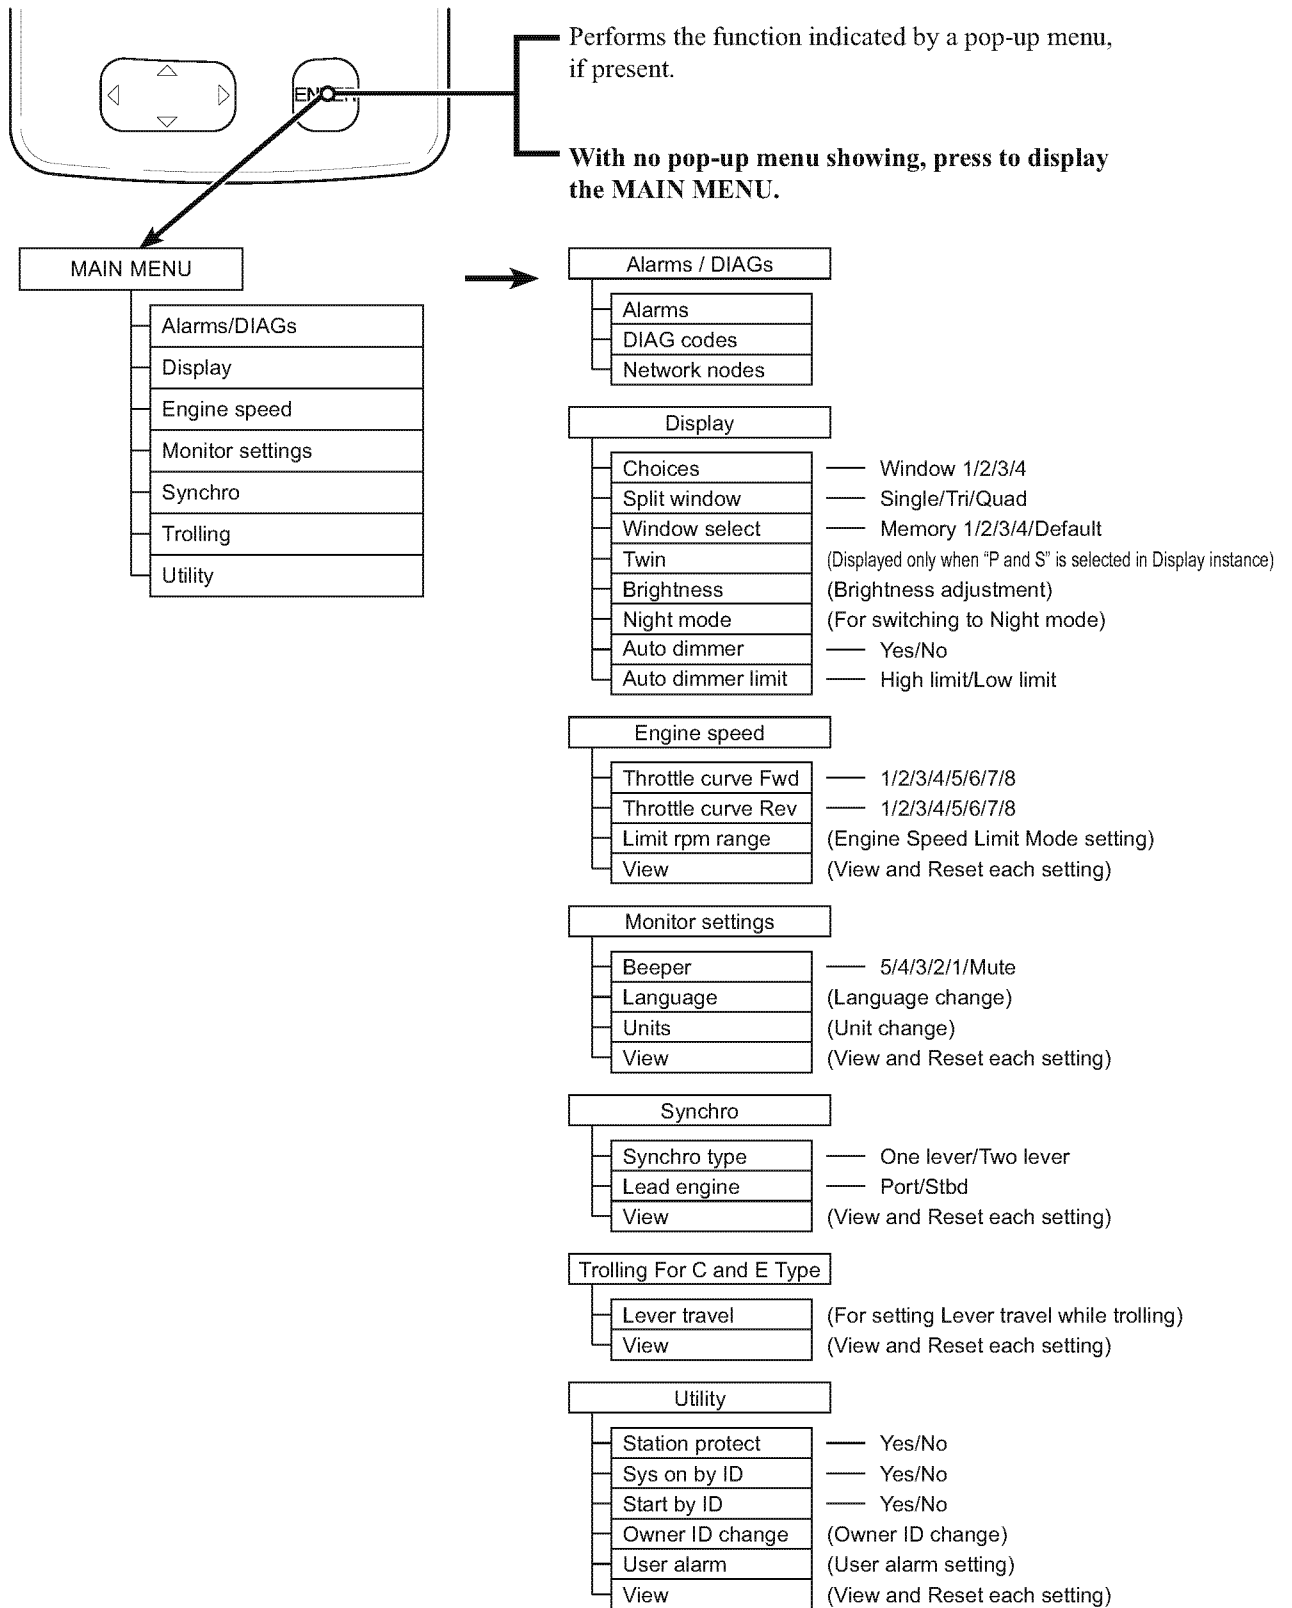 Performs the function indicated by a pop-up menu,
if present.
With no pop-up menu showing, press to display
the MAIN MENU.
MAIN MENU
Alarms/DIAGs
Display
Engine speed
Monitor settings
Synchro
Trolling
Utility
Alarms / DIAGs
Alarms
DIAG codes
Network nodes
Display
Choices Window 1/2/3/4
Split window Single/Tri/Quad
Window select Memory 1/2/3/4/Default
Twin (Displayed only when “P and S” is selected in Display instance)
Brightness (Brightness adjustment)
Night mode (For switching to Night mode)
Auto dimmer Yes/No
Auto dimmer limit High limit/Low limit
Engine speed
Throttle curve Fwd 1/2/3/4/5/6/7/8
Throttle curve Rev 1/2/3/4/5/6/7/8
Limit rpm range (Engine Speed Limit Mode setting)
View (View and Reset each setting)
Monitor settings
Beeper 5/4/3/2/1/Mute
Language (Language change)
Units (Unit change)
View (View and Reset each setting)
Synchro
Synchro type One lever/Two lever
Lead engine Port/Stbd
View (View and Reset each setting)
Trolling For C and E Type
Lever travel (For setting Lever travel while trolling)
View (View and Reset each setting)
Utility
Station protect Yes/No
Sys on by ID Yes/No
Start by ID Yes/No
Owner ID change (Owner ID change)
User alarm (User alarm setting)
View (View and Reset each setting)